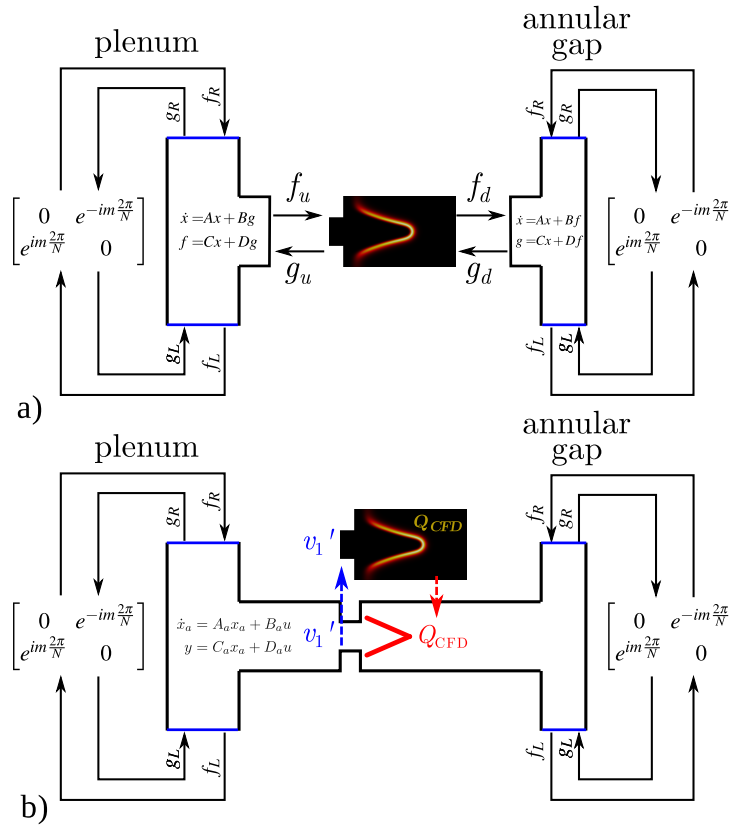 plenum
annular
gap
f_R
g_R
f_R
g_R
[0 e^{-im 2π/N}
e^{im 2π/N} 0]
ẋ=Ax+Bg
f=Cx+Dg
f_u
g_u
f_d
g_d
ẋ=Ax+Bf
g=Cx+Df
[0 e^{-im 2π/N}
e^{im 2π/N} 0]
g_L
f_L
f_L
g_L
a)
plenum
annular
gap
f_R
g_R
f_R
g_R
Q_CFD
v_1'
[0 e^{-im 2π/N}
e^{im 2π/N} 0]
ẋ_a = A_a x_a + B_a u
y = C_a x_a + D_a u
v_1'
Q_CFD
[0 e^{-im 2π/N}
e^{im 2π/N} 0]
g_L
f_L
f_L
g_L
b)